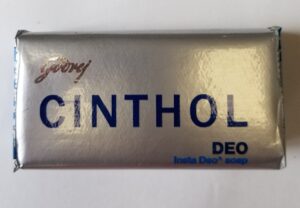 Godrej
CINTHOL
DEO
Insta Deo* soap